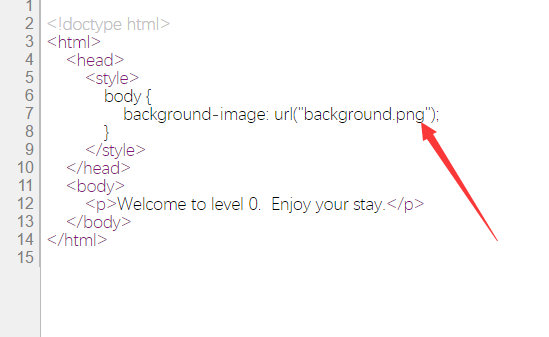 1
2 <!doctype html>
3 <html>
4 <head>
5 <style>
6 body {
7 background-image: url("background.png");
8 }
9 </style>
10 </head>
11 <body>
12 <p>Welcome to level 0.  Enjoy your stay.</p>
13 </body>
14 </html>
15